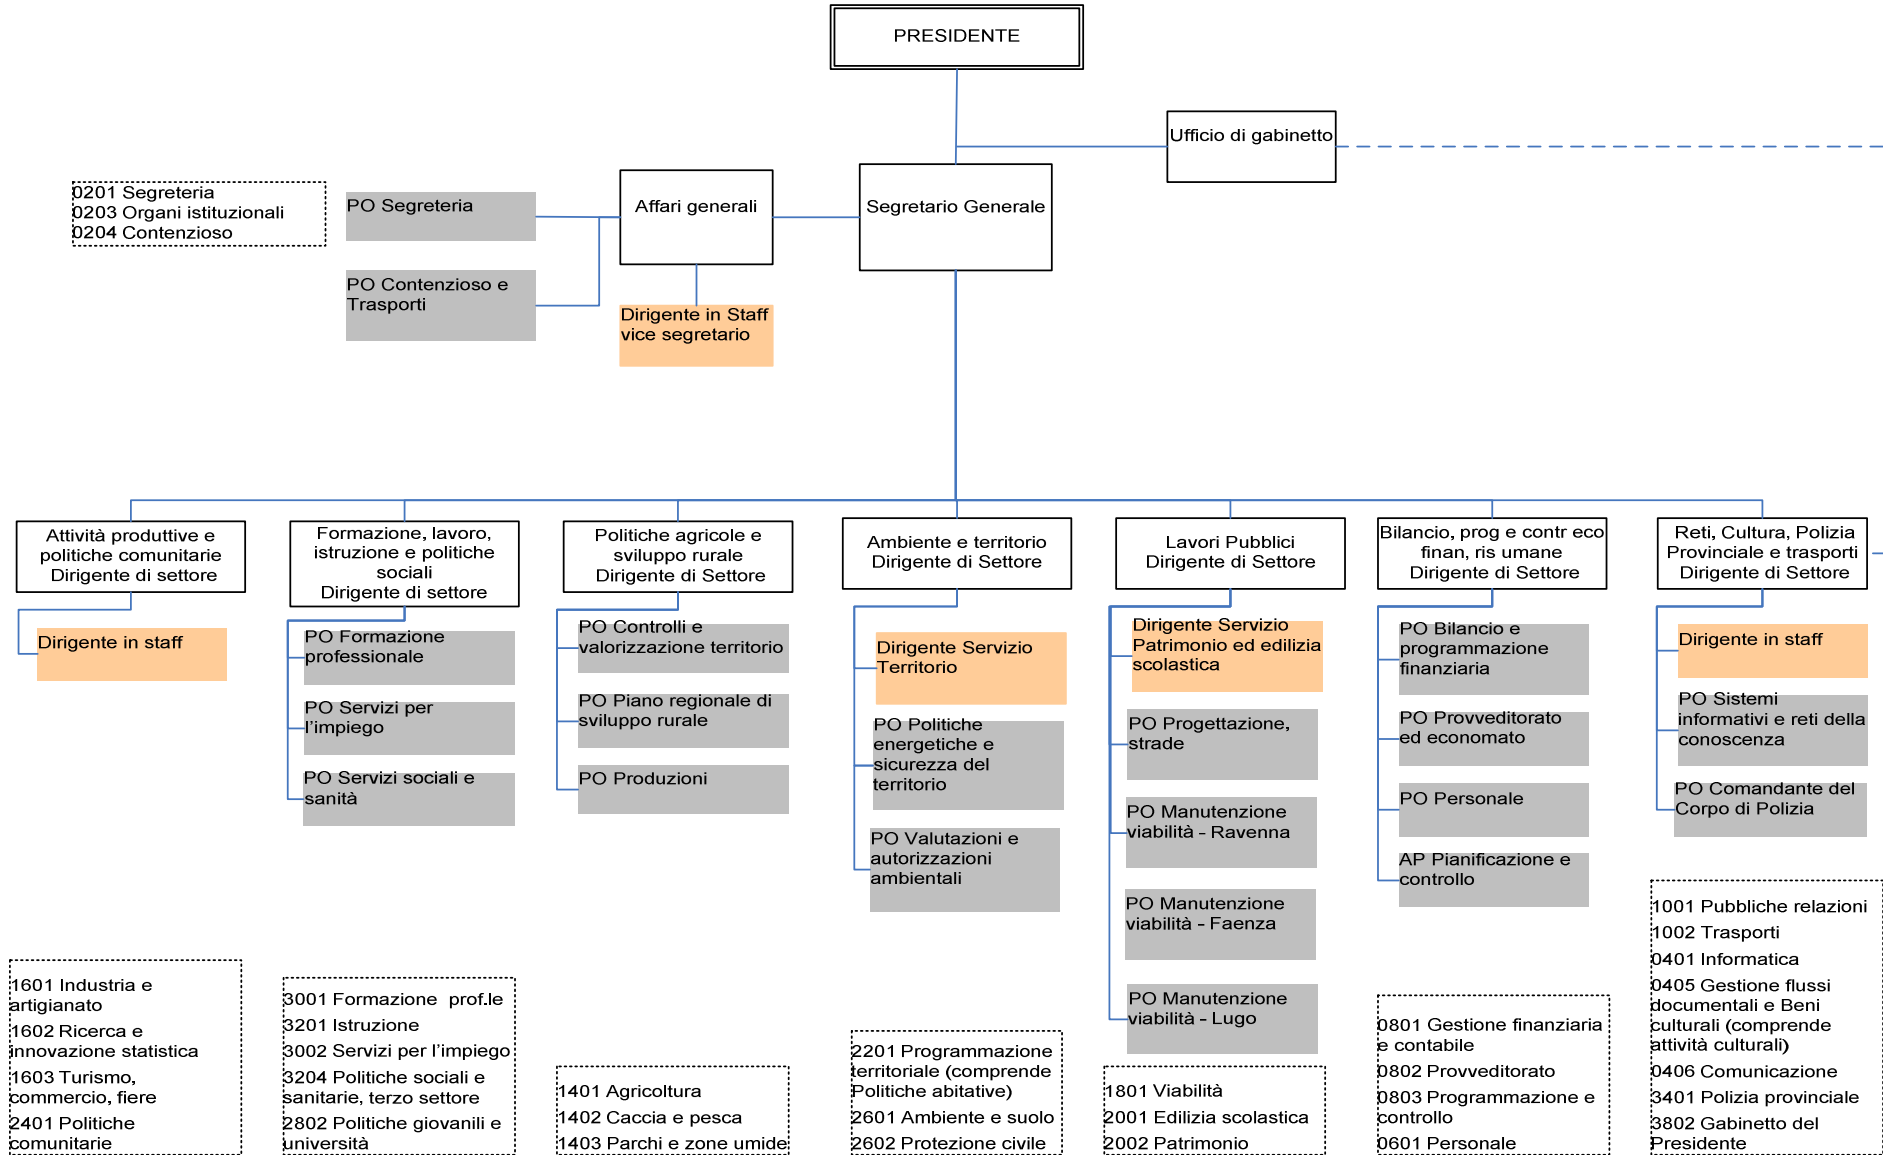 PRESIDENTE
Ufficio di gabinetto
0201 Segreteria
0203 Organi istituzionali
0204 Contenzioso
PO Segreteria
Affari generali
Segretario Generale
PO Contenzioso e
Trasporti
Dirigente in Staff
vice segretario
Attività produttive e
politiche comunitarie
Dirigente di settore
Dirigente in staff
1601 Industria e
artigianato
1602 Ricerca e
innovazione statistica
1603 Turismo,
commercio, fiere
2401 Politiche
comunitarie
Formazione, lavoro,
istruzione e politiche
sociali
Dirigente di settore
PO Formazione
professionale
PO Servizi per
l’impiego
PO Servizi sociali e
sanità
3001 Formazione  prof.le
3201 Istruzione
3002 Servizi per l’impiego
3204 Politiche sociali e
sanitarie, terzo settore
2802 Politiche giovanili e
università
Politiche agricole e
sviluppo rurale
Dirigente di Settore
PO Controlli e
valorizzazione territorio
PO Piano regionale di
sviluppo rurale
PO Produzioni
1401 Agricoltura
1402 Caccia e pesca
1403 Parchi e zone umide
Ambiente e territorio
Dirigente di Settore
Dirigente Servizio
Territorio
PO Politiche
energetiche e
sicurezza del
territorio
PO Valutazioni e
autorizzazioni
ambientali
2201 Programmazione
territoriale (comprende
Politiche abitative)
2601 Ambiente e suolo
2602 Protezione civile
Lavori Pubblici
Dirigente di Settore
Dirigente Servizio
Patrimonio ed edilizia
scolastica
PO Progettazione,
strade
PO Manutenzione
viabilità - Ravenna
PO Manutenzione
viabilità - Faenza
PO Manutenzione
viabilità - Lugo
1801 Viabilità
2001 Edilizia scolastica
2002 Patrimonio
Bilancio, prog e contr eco
finan, ris umane
Dirigente di Settore
PO Bilancio e
programmazione
finanziaria
PO Provveditorato
ed economato
PO Personale
AP Pianificazione e
controllo
0801 Gestione finanziaria
e contabile
0802 Provveditorato
0803 Programmazione e
controllo
0601 Personale
Reti, Cultura, Polizia
Provinciale e trasporti
Dirigente di Settore
Dirigente in staff
PO Sistemi
informativi e reti della
conoscenza
PO Comandante del
Corpo di Polizia
1001 Pubbliche relazioni
1002 Trasporti
0401 Informatica
0405 Gestione flussi
documentali e Beni
culturali (comprende
attività culturali)
0406 Comunicazione
3401 Polizia provinciale
3802 Gabinetto del
Presidente